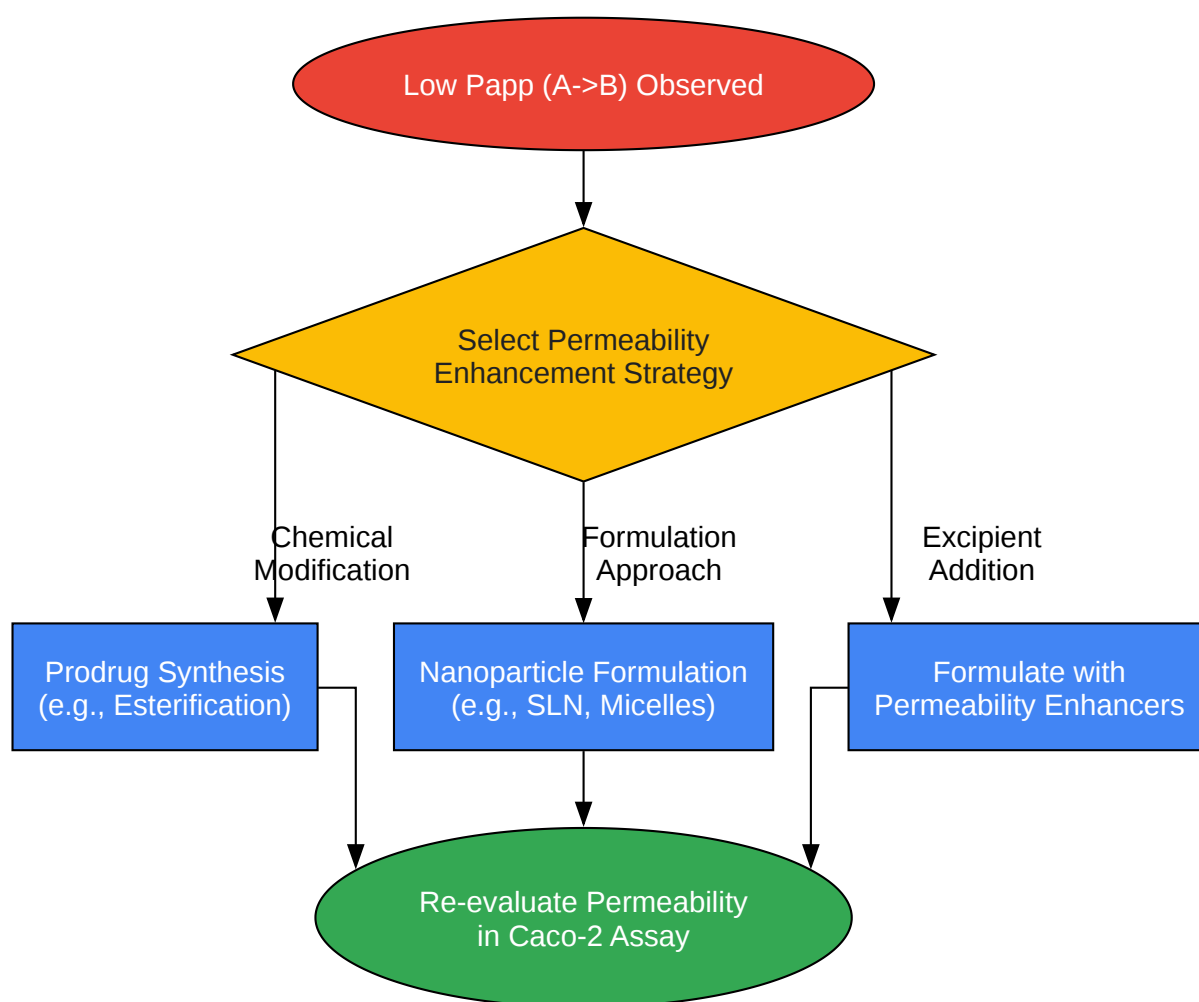 Low Papp (A->B) Observed
Select Permeability
Enhancement Strategy
Chemical
Modification
Formulation
Approach
Excipient
Addition
Prodrug Synthesis
(e.g., Esterification)
Nanoparticle Formulation
(e.g., SLN, Micelles)
Formulate with
Permeability Enhancers
Re-evaluate Permeability
in Caco-2 Assay